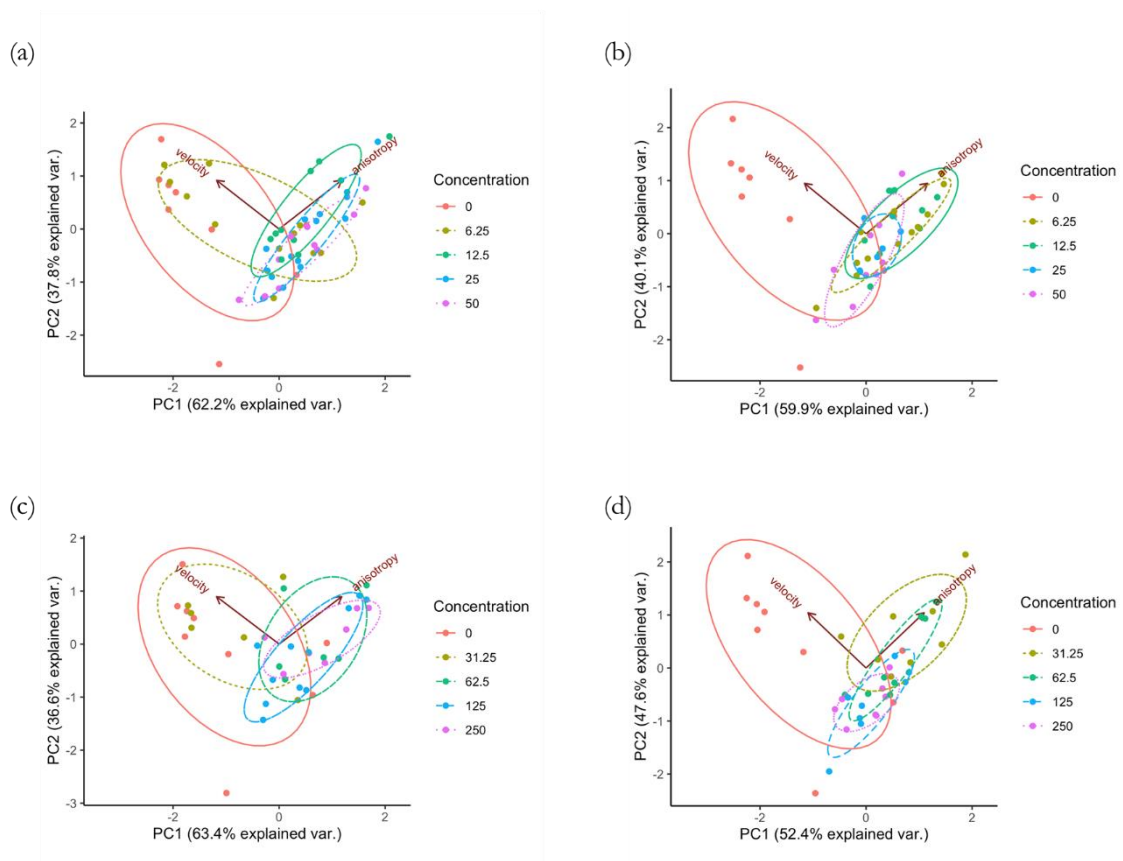 (a)
velocity
anisotropy
2
1
0
-1
-2
PC2 (37.8% explained var.)
-2
0
2
PC1 (62.2% explained var.)
Concentration
0
6.25
12.5
25
50
(b)
velocity
anisotropy
2
1
0
-1
-2
PC2 (40.1% explained var.)
-2
0
2
PC1 (59.9% explained var.)
Concentration
0
6.25
12.5
25
50
(c)
velocity
anisotropy
2
1
0
-1
-2
-3
PC2 (36.6% explained var.)
-2
0
2
PC1 (63.4% explained var.)
Concentration
0
31.25
62.5
125
250
(d)
velocity
anisotropy
2
1
0
-1
-2
PC2 (47.6% explained var.)
-2
0
2
PC1 (52.4% explained var.)
Concentration
0
31.25
62.5
125
250